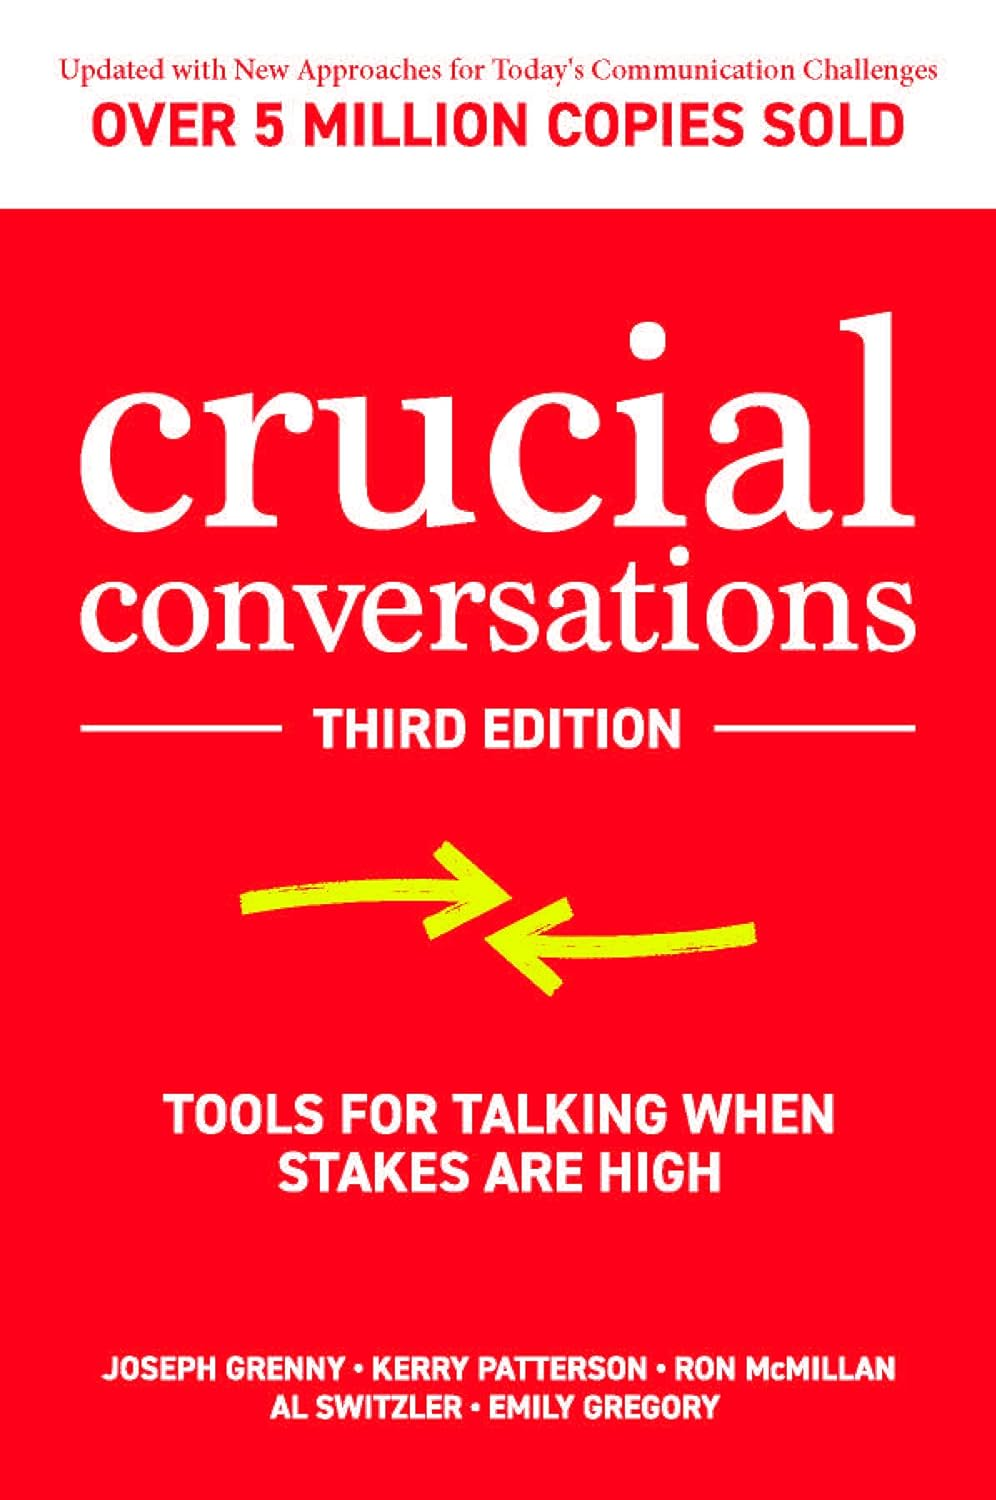 Updated with New Approaches for Today's Communication Challenges
OVER 5 MILLION COPIES SOLD
crucial
conversations
THIRD EDITION
TOOLS FOR TALKING WHEN
STAKES ARE HIGH
JOSEPH GRENNY • KERRY PATTERSON • RON McMILLAN
AL SWITZLER • EMILY GREGORY